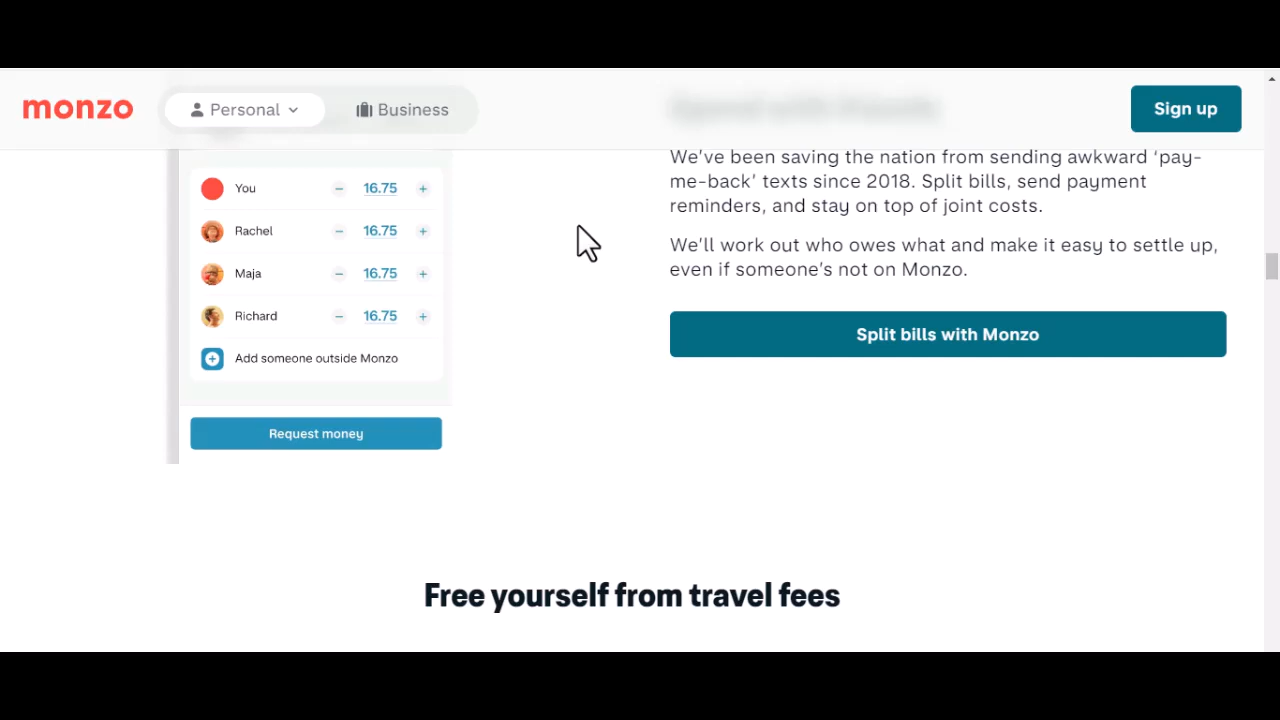 monzo
Personal
Business
Sign up
We’ve been saving the nation from sending awkward ‘pay-
me-back’ texts since 2018. Split bills, send payment
reminders, and stay on top of joint costs.
We’ll work out who owes what and make it easy to settle up,
even if someone’s not on Monzo.
Split bills with Monzo
You − 16.75 +
Rachel − 16.75 +
Maja − 16.75 +
Richard − 16.75 +
Add someone outside Monzo
Request money
Free yourself from travel fees